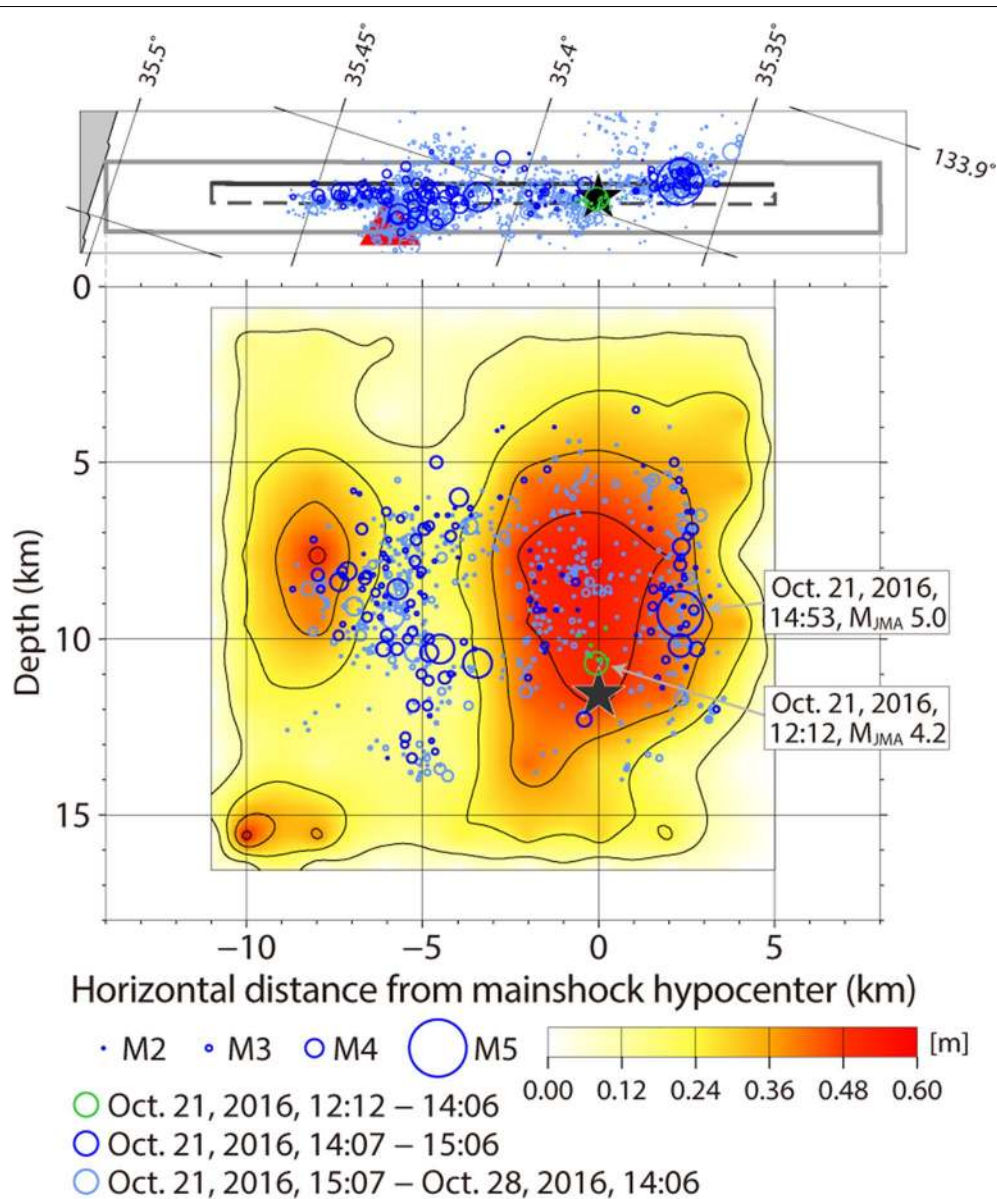 35.5°
35.45°
35.4°
35.35°
133.9°
0
5
10
15
Depth (km)
Oct. 21, 2016,
14:53, MJMA 5.0
Oct. 21, 2016,
12:12, MJMA 4.2
−10 −5 0 5
Horizontal distance from mainshock hypocenter (km)
M2 M3 M4 M5 [m]
0.00 0.12 0.24 0.36 0.48 0.60
Oct. 21, 2016, 12:12 – 14:06
Oct. 21, 2016, 14:07 – 15:06
Oct. 21, 2016, 15:07 – Oct. 28, 2016, 14:06